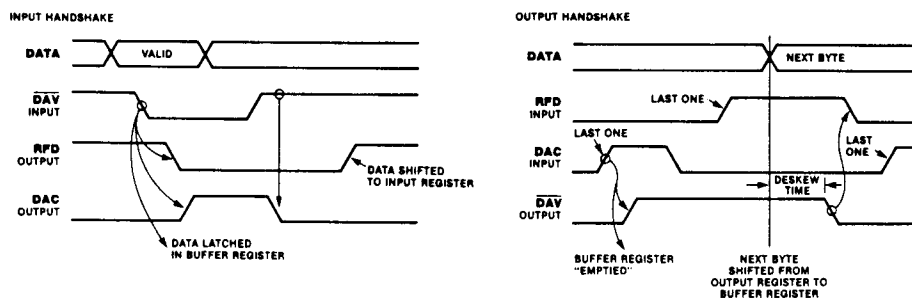 INPUT HANDSHAKE
DATA
VALID
DAV
INPUT
RFD
OUTPUT
DATA SHIFTED
TO INPUT REGISTER
DAC
OUTPUT
DATA LATCHED
IN BUFFER REGISTER
OUTPUT HANDSHAKE
DATA
NEXT BYTE
RFD
INPUT
LAST ONE
DAC
INPUT
LAST ONE
LAST
ONE
DESKEW
TIME
DAV
OUTPUT
BUFFER REGISTER
"EMPTIED"
NEXT BYTE
SHIFTED FROM
OUTPUT REGISTER TO
BUFFER REGISTER